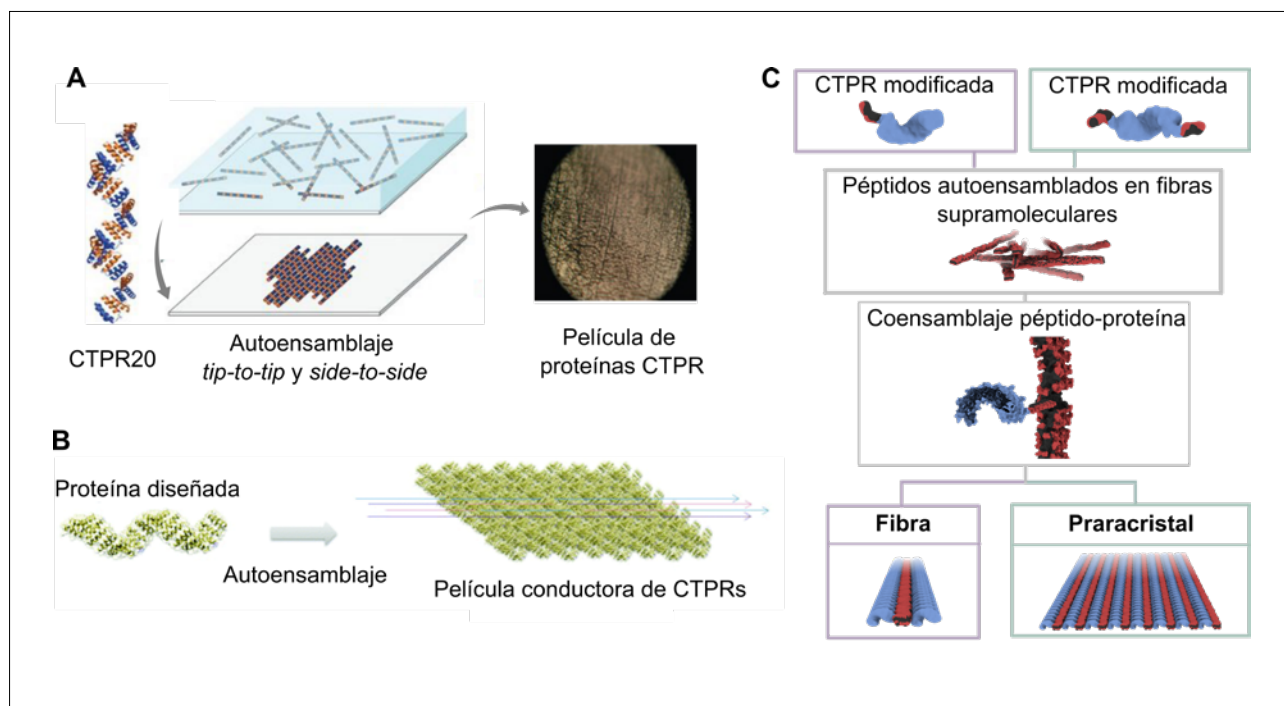 A
CTPR20
Autoensamblaje
tip-to-tip y side-to-side
Película de
proteínas CTPR
B
Proteína diseñada
Autoensamblaje
Película conductora de CTPRs
C
CTPR modificada
CTPR modificada
Péptidos autoensamblados en fibras
supramoleculares
Coensamblaje péptido-proteína
Fibra
Praracristal